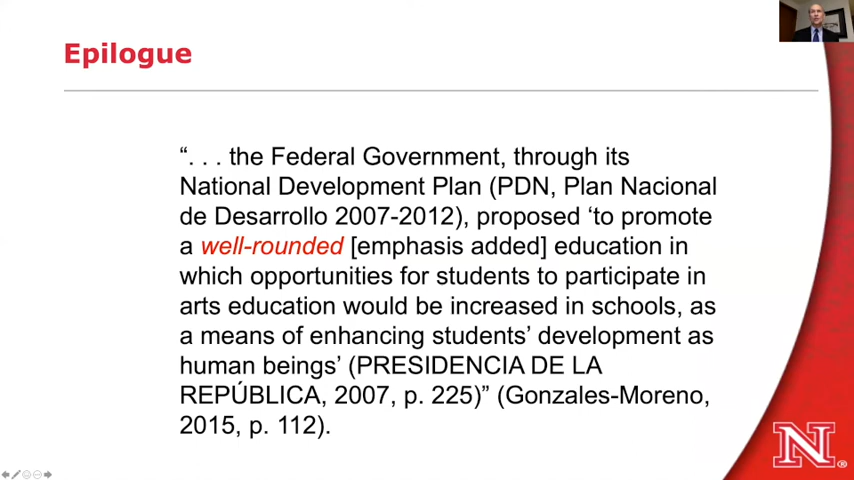 Epilogue
“. . . the Federal Government, through its
National Development Plan (PDN, Plan Nacional
de Desarrollo 2007-2012), proposed ‘to promote
a well-rounded [emphasis added] education in
which opportunities for students to participate in
arts education would be increased in schools, as
a means of enhancing students’ development as
human beings’ (PRESIDENCIA DE LA
REPÚBLICA, 2007, p. 225)” (Gonzales-Moreno,
2015, p. 112).
N®